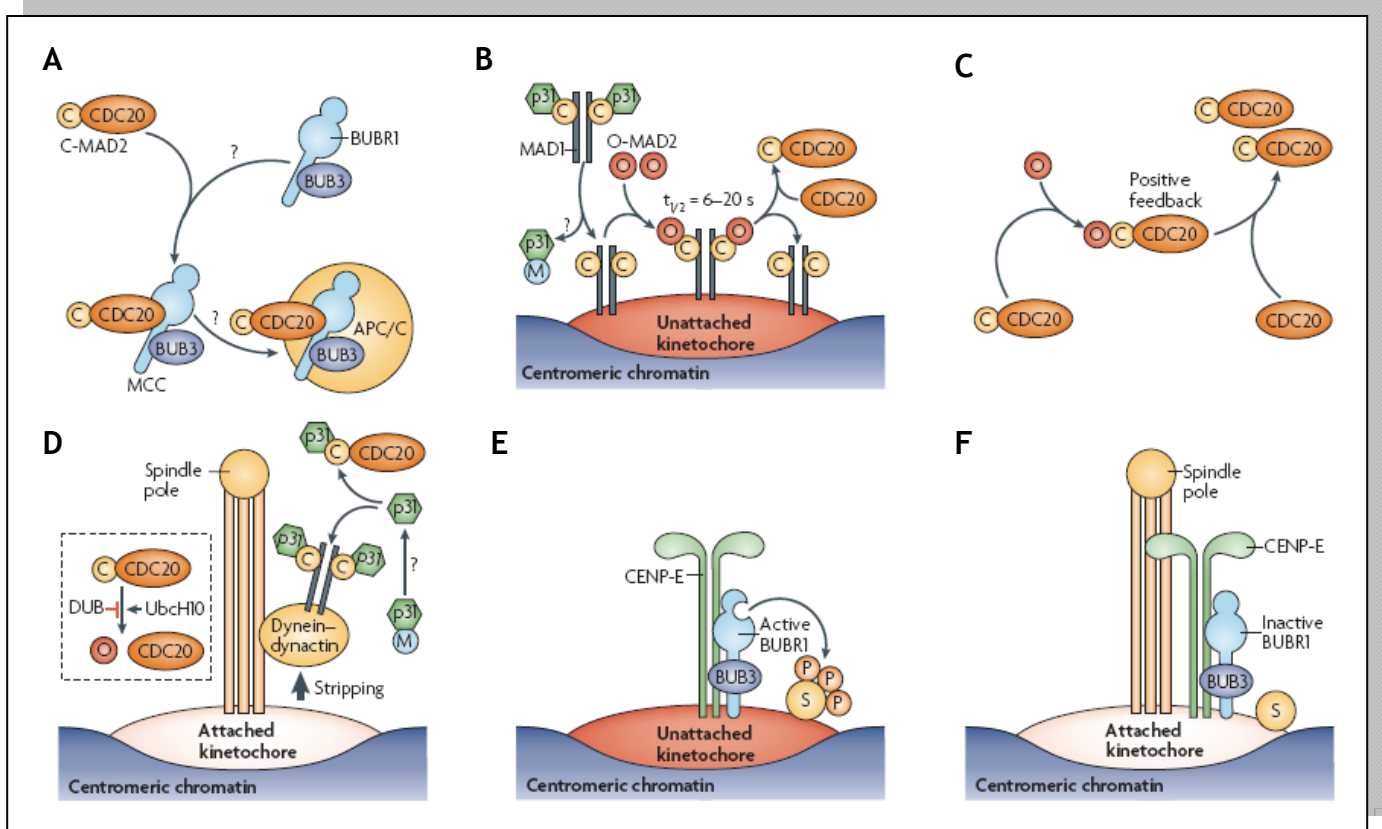 A
C
CDC20
C-MAD2
?
BUBR1
BUB3
C
CDC20
BUB3
MCC
?
C
CDC20
BUB3
APC/C
B
p31
C
C
p31
MAD1
O-MAD2
O
O
C
CDC20
CDC20
t1/2 = 6–20 s
?
p31
M
C
C
O
O
C
C
C
C
Unattached
kinetochore
Centromeric chromatin
C
C
CDC20
C
CDC20
O
Positive
feedback
O
C
CDC20
C
CDC20
CDC20
D
p31
C
CDC20
Spindle
pole
p31
p31
C
C
p31
?
p31
M
C
CDC20
DUB
UbcH10
O
CDC20
Dynein–
dynactin
Stripping
Attached
kinetochore
Centromeric chromatin
E
CENP-E
Active
BUBR1
BUB3
P
P
P
S
Unattached
kinetochore
Centromeric chromatin
F
Spindle
pole
CENP-E
Inactive
BUBR1
BUB3
S
Attached
kinetochore
Centromeric chromatin